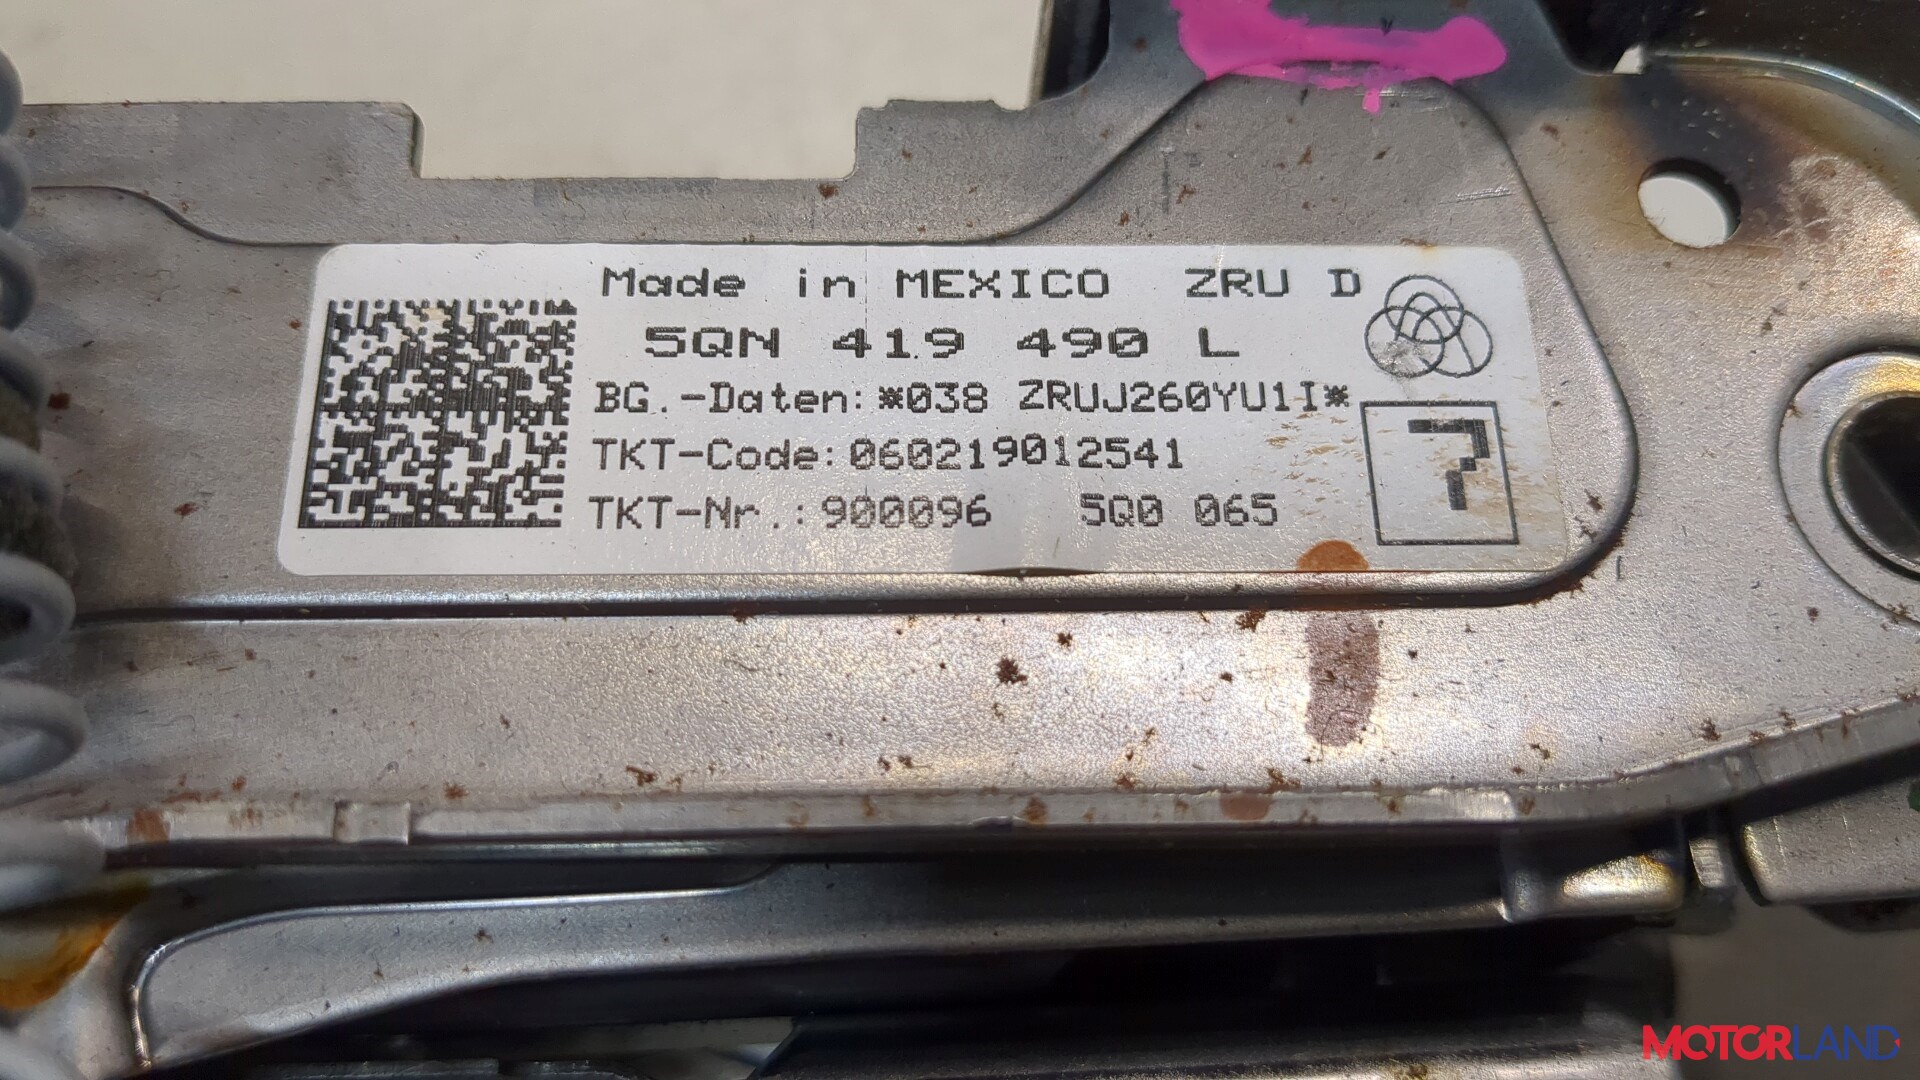 Made in MEXICO ZRU D
5QN 419 490 L
BG.-Daten:*038 ZRUJ260YU1I*
TKT-Code:060219012541
TKT-Nr.:900096 5Q0 065
7
MOTORLAND